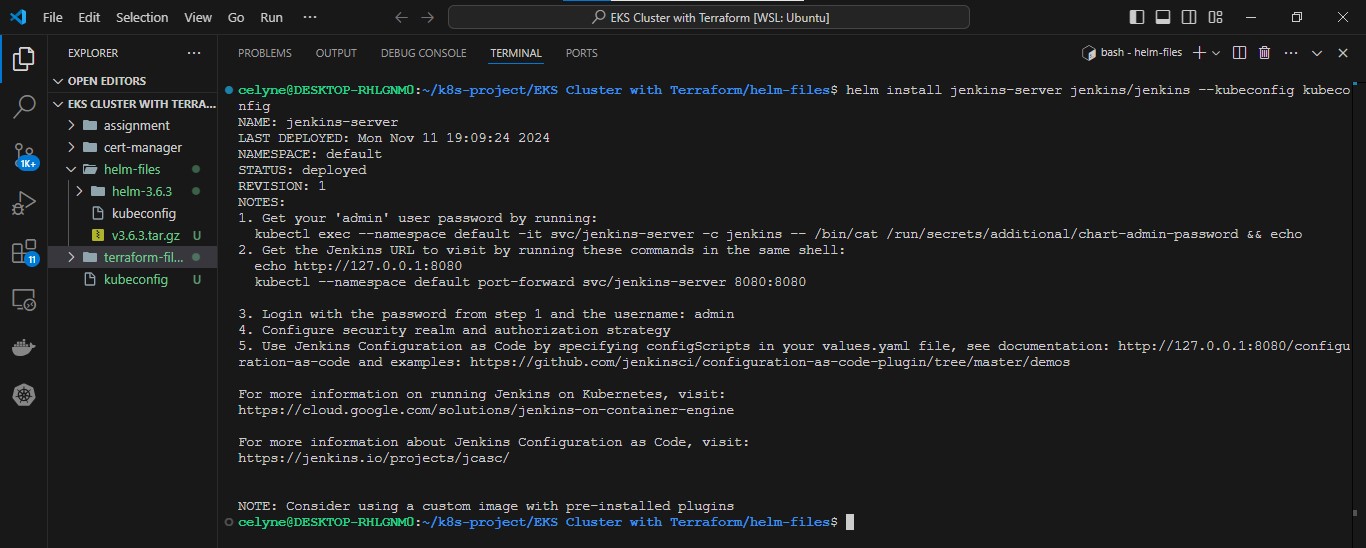 File Edit Selection View Go Run ··· EKS Cluster with Terraform [WSL: Ubuntu]
EXPLORER ···
OPEN EDITORS
EKS CLUSTER WITH TERRA...
assignment
cert-manager
helm-files
helm-3.6.3
kubeconfig
v3.6.3.tar.gz U
terraform-fil...
kubeconfig U
1K+
11
PROBLEMS OUTPUT DEBUG CONSOLE TERMINAL PORTS bash - helm-files
celyne@DESKTOP-RHLGNM0:~/k8s-project/EKS Cluster with Terraform/helm-files$ helm install jenkins-server jenkins/jenkins --kubeconfig kubeco
nfig
NAME: jenkins-server
LAST DEPLOYED: Mon Nov 11 19:09:24 2024
NAMESPACE: default
STATUS: deployed
REVISION: 1
NOTES:
1. Get your 'admin' user password by running:
kubectl exec --namespace default -it svc/jenkins-server -c jenkins -- /bin/cat /run/secrets/additional/chart-admin-password && echo
2. Get the Jenkins URL to visit by running these commands in the same shell:
echo http://127.0.0.1:8080
kubectl --namespace default port-forward svc/jenkins-server 8080:8080
3. Login with the password from step 1 and the username: admin
4. Configure security realm and authorization strategy
5. Use Jenkins Configuration as Code by specifying configScripts in your values.yaml file, see documentation: http://127.0.0.1:8080/configu
ration-as-code and examples: https://github.com/jenkinsci/configuration-as-code-plugin/tree/master/demos
For more information on running Jenkins on Kubernetes, visit:
https://cloud.google.com/solutions/jenkins-on-container-engine
For more information about Jenkins Configuration as Code, visit:
https://jenkins.io/projects/jcasc/
NOTE: Consider using a custom image with pre-installed plugins
celyne@DESKTOP-RHLGNM0:~/k8s-project/EKS Cluster with Terraform/helm-files$